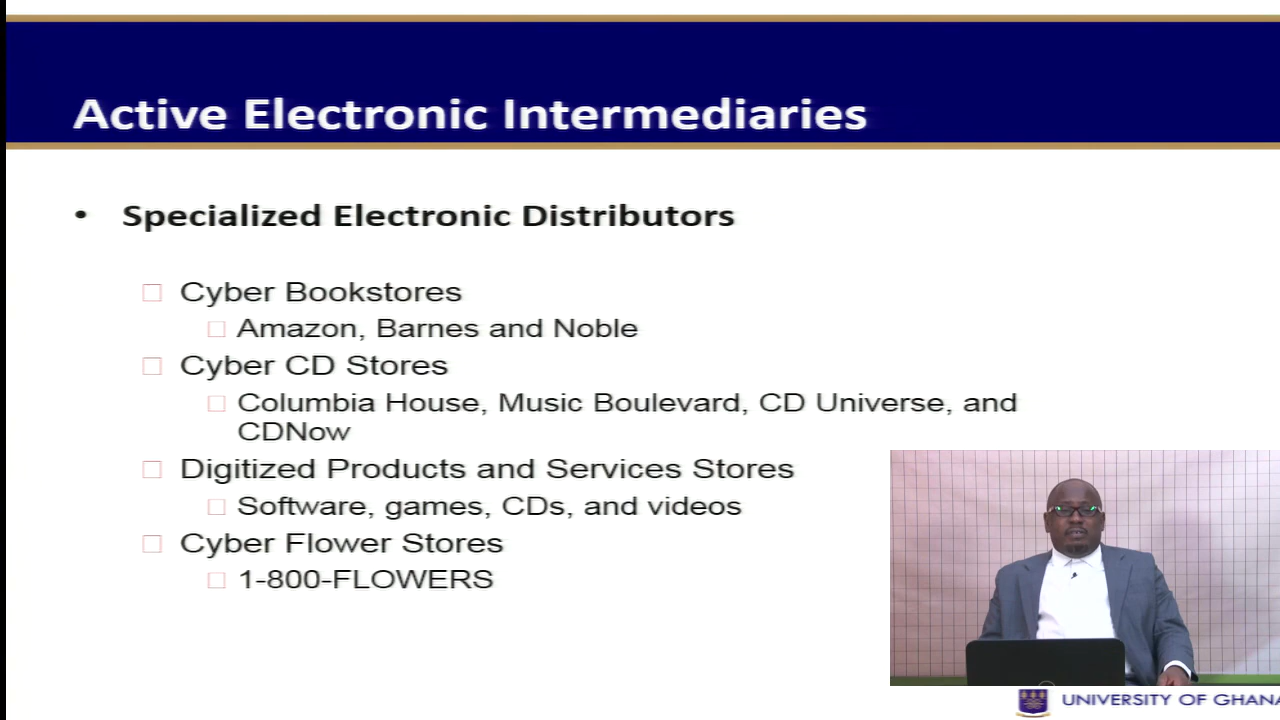 Active Electronic Intermediaries
• Specialized Electronic Distributors
Cyber Bookstores
Amazon, Barnes and Noble
Cyber CD Stores
Columbia House, Music Boulevard, CD Universe, and
CDNow
Digitized Products and Services Stores
Software, games, CDs, and videos
Cyber Flower Stores
1-800-FLOWERS
UNIVERSITY OF GHANA